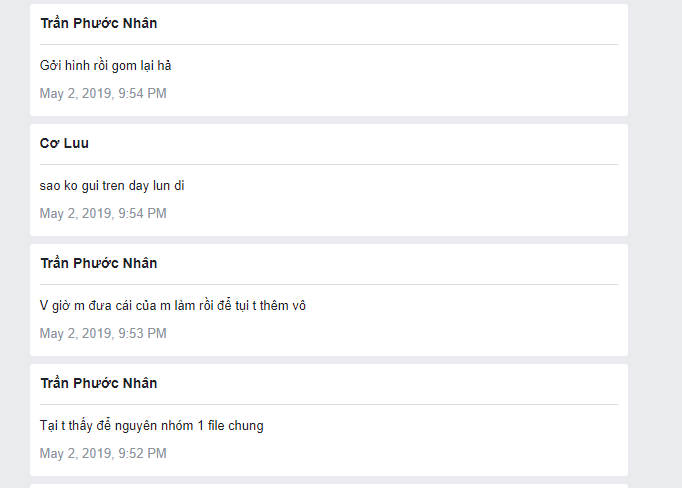 Trần Phước Nhân
Gởi hình rồi gom lại hả
May 2, 2019, 9:54 PM
Cơ Luu
sao ko gui tren day lun di
May 2, 2019, 9:54 PM
Trần Phước Nhân
V giờ m đưa cái của m làm rồi để tụi t thêm vô
May 2, 2019, 9:53 PM
Trần Phước Nhân
Tại t thấy để nguyên nhóm 1 file chung
May 2, 2019, 9:52 PM